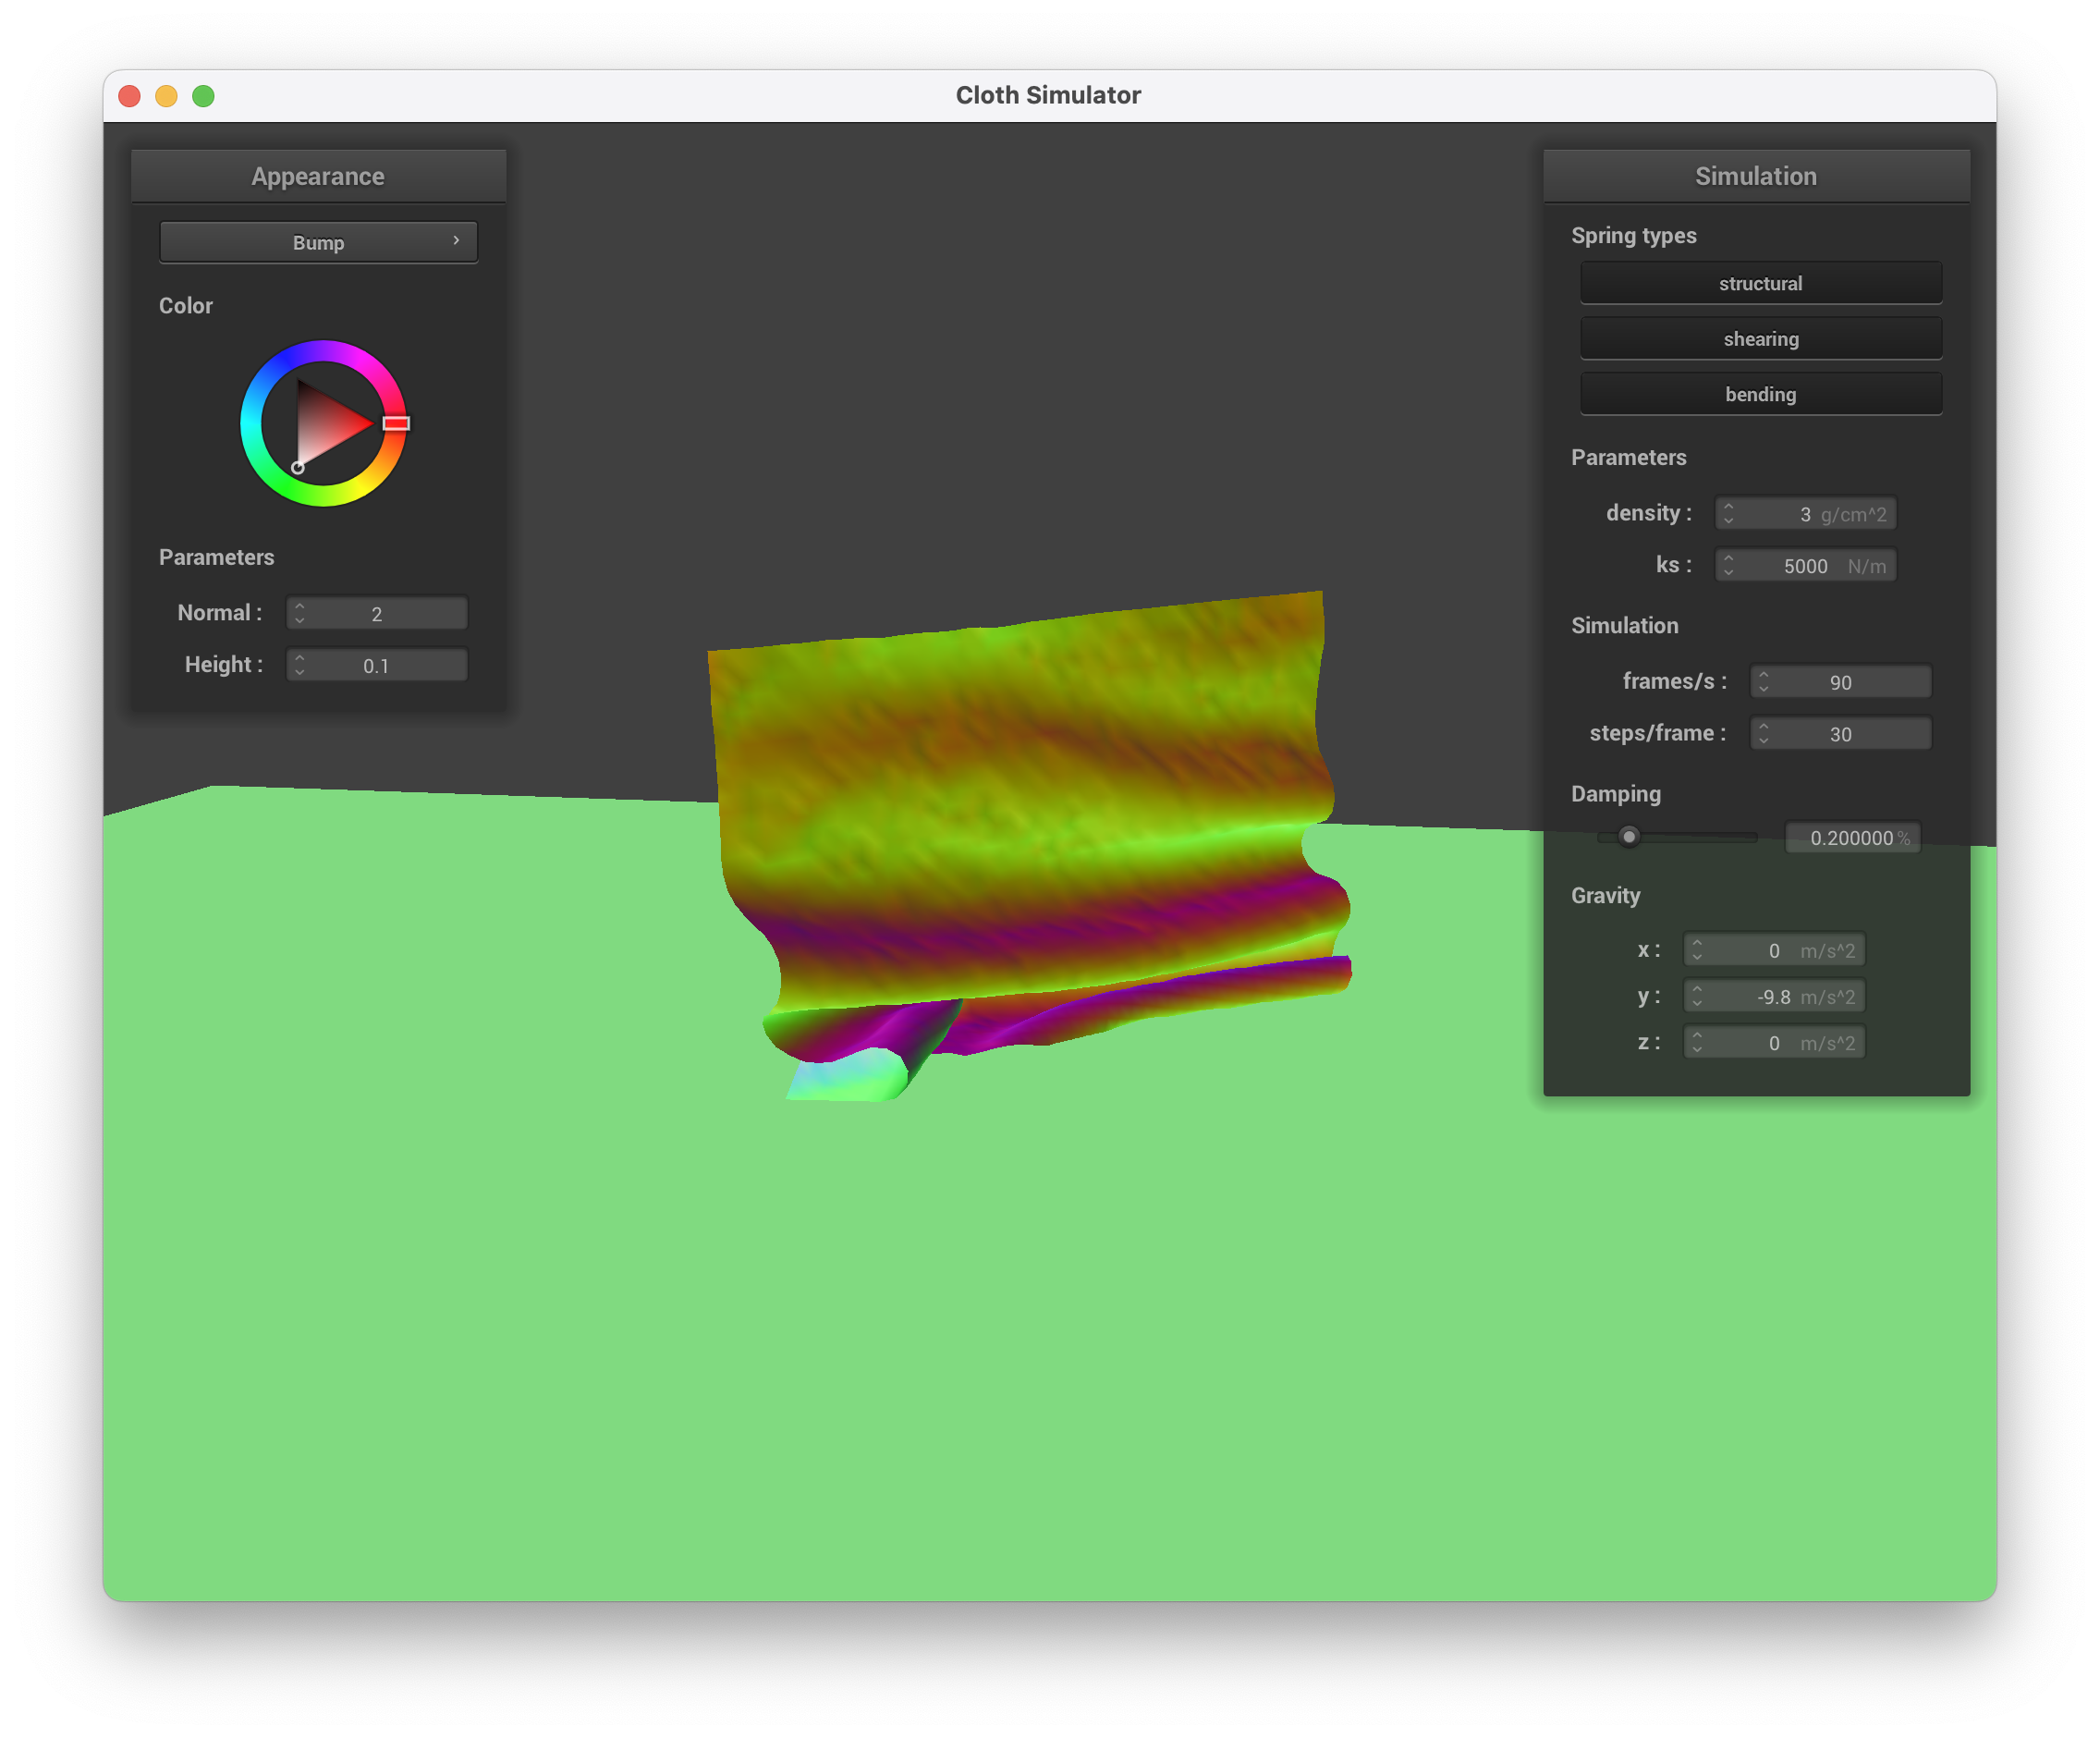 Cloth Simulator
Appearance
Bump
Color
Parameters
Normal : 2
Height : 0.1
Simulation
Spring types
structural
shearing
bending
Parameters
density : 3 g/cm^2
ks : 5000 N/m
Simulation
frames/s : 90
steps/frame : 30
Damping
0.200000 %
Gravity
x : 0 m/s^2
y : -9.8 m/s^2
z : 0 m/s^2